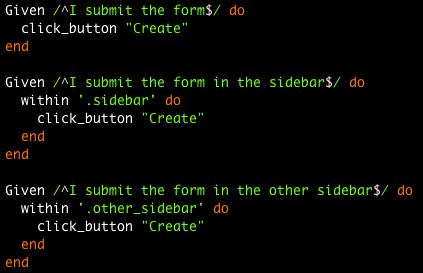 Given /^I submit the form$/ do
  click_button "Create"
end

Given /^I submit the form in the sidebar$/ do
  within '.sidebar' do
    click_button "Create"
  end
end

Given /^I submit the form in the other sidebar$/ do
  within '.other_sidebar' do
    click_button "Create"
  end
end